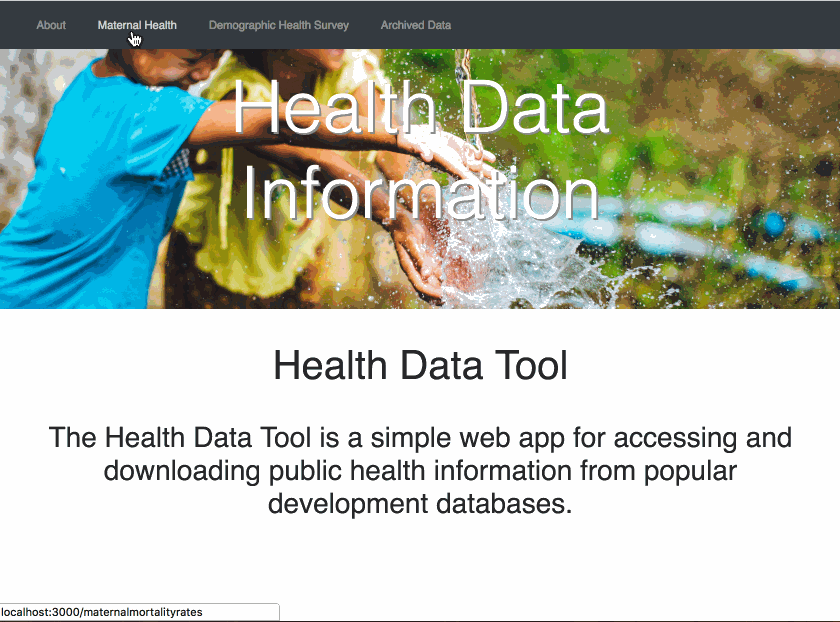 About Maternal Health Demographic Health Survey Archived Data
Health Data
Information
Health Data Tool
The Health Data Tool is a simple web app for accessing and
downloading public health information from popular
development databases.
localhost:3000/maternalmortalityrates